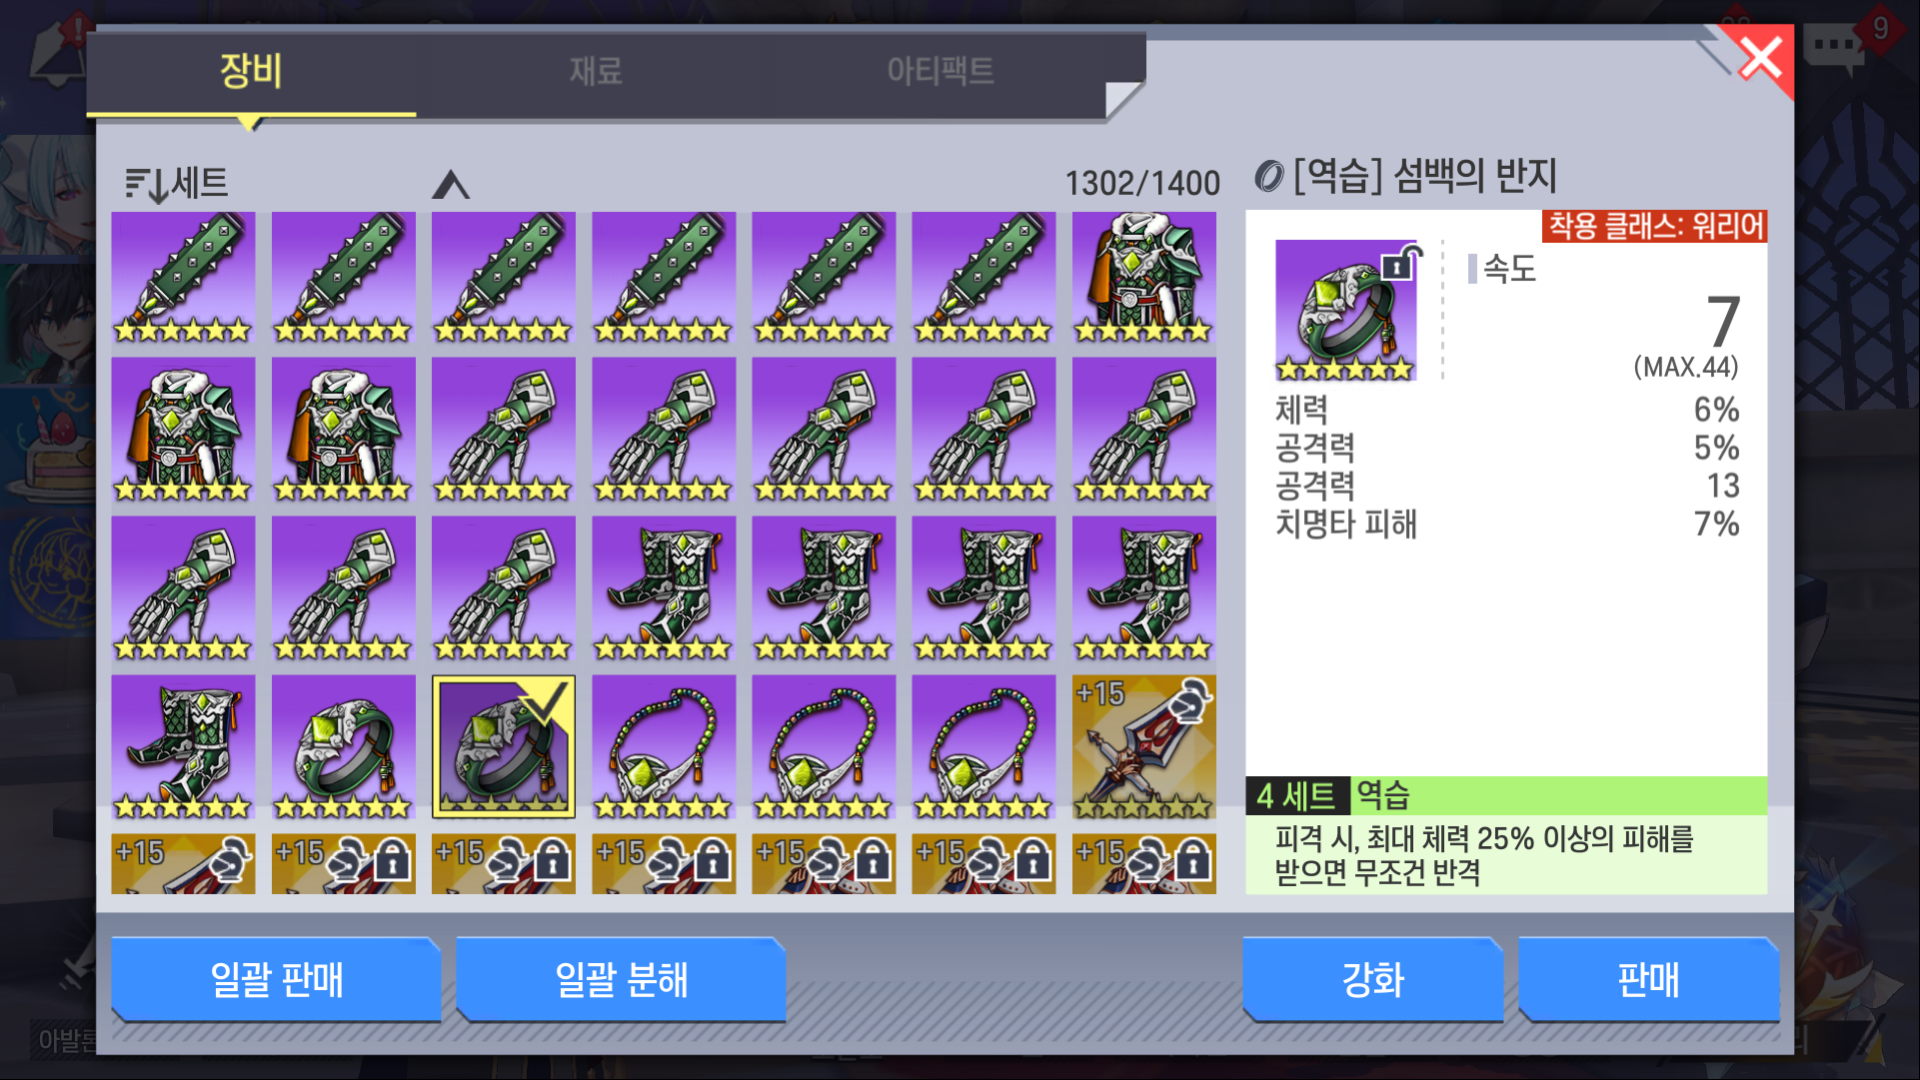 장비
재료
아티팩트
9
세트
1302/1400
[역습] 섬백의 반지
착용 클래스: 워리어
속도
7
(MAX.44)
체력 6%
공격력 5%
공격력 13
치명타 피해 7%
+15
+15
+15
+15
+15
+15
+15
+15
4 세트 역습
피격 시, 최대 체력 25% 이상의 피해를
받으면 무조건 반격
일괄 판매
일괄 분해
강화
판매
아발론